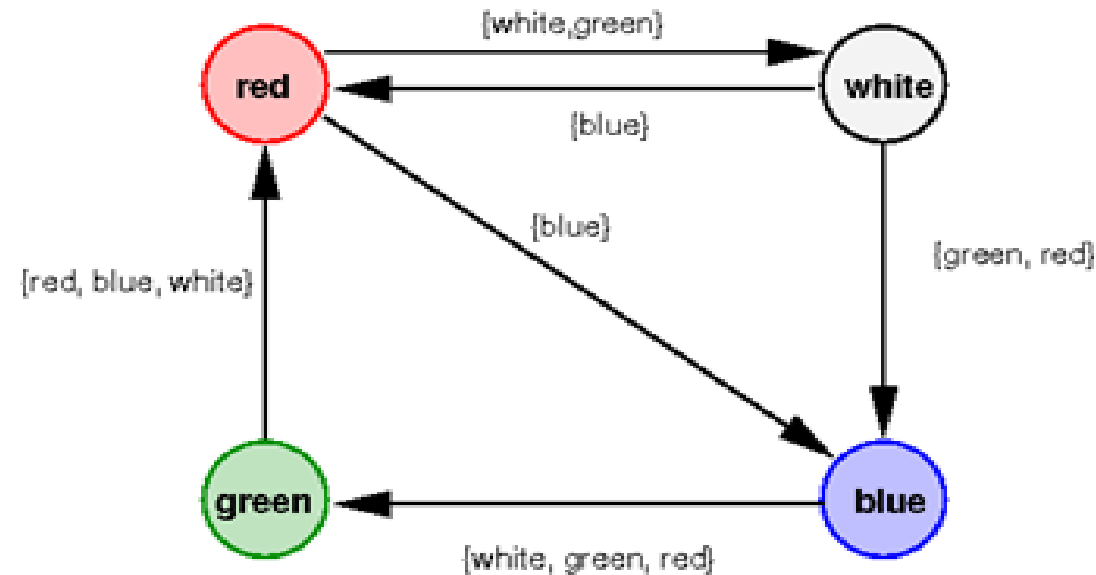 {white,green}
red
white
{blue}
{blue}
{green, red}
{red, blue, white}
green
blue
{white, green, red}